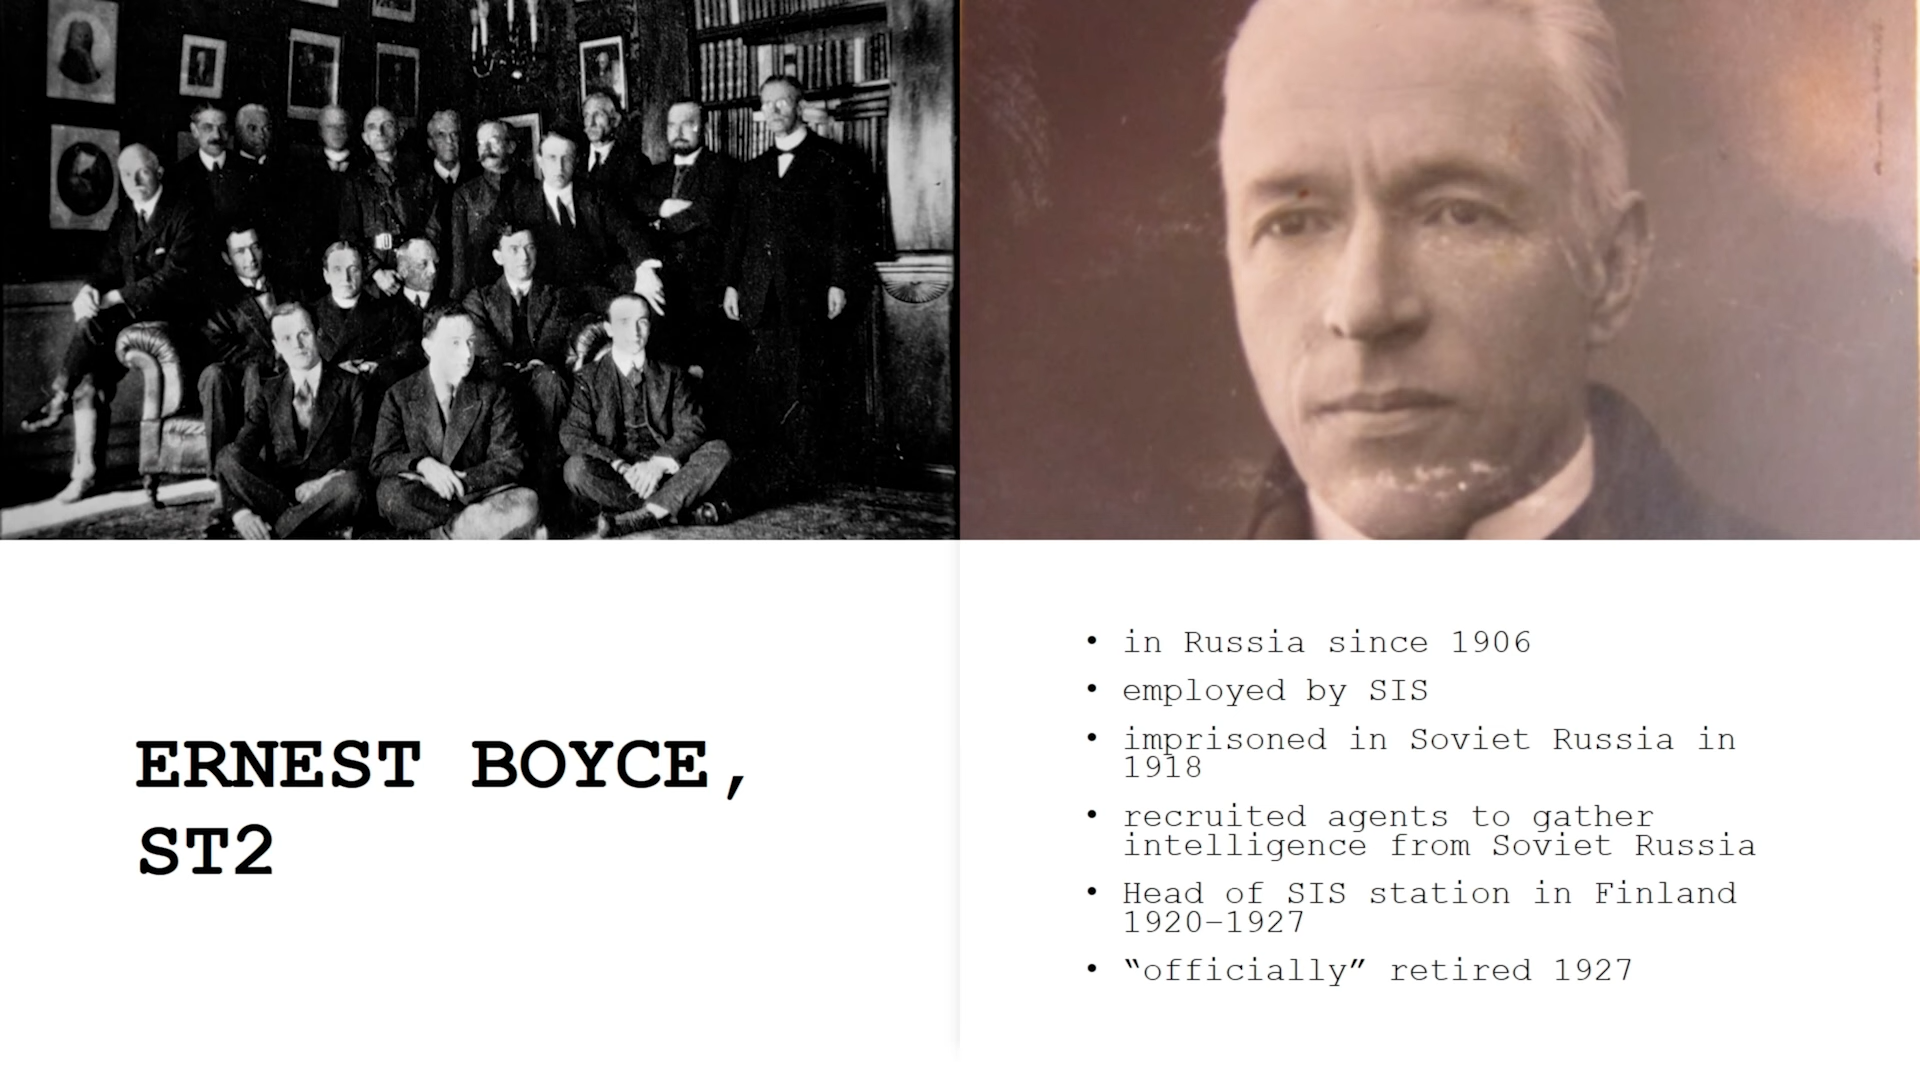 ERNEST BOYCE,
ST2
• in Russia since 1906
• employed by SIS
• imprisoned in Soviet Russia in
1918
• recruited agents to gather
intelligence from Soviet Russia
• Head of SIS station in Finland
1920–1927
• “officially” retired 1927